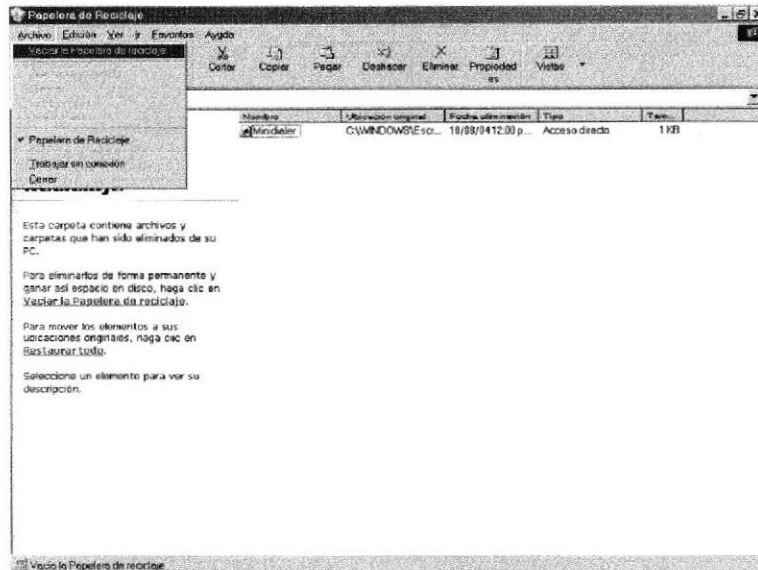 Papelera de Reciclaje
Archivo Edición Ver Ir Favoritos Ayuda
Vaciar la Papelera de reciclaje
Papelera de Reciclaje
Trabajar sin conexión
Cerrar
Cortar Copiar Pegar Deshacer Eliminar Propiedad es Vistas
Nombre Ubicación original Fecha eliminación Tipo Tam...
Minidialer C:\WINDOWS\Escr... 18/08/04 12:00 p... Acceso directo 1 KB
Esta carpeta contiene archivos y
carpetas que han sido eliminados de su
PC.
Para eliminarlos de forma permanente y
ganar así espacio en disco, haga clic en
Vaciar la Papelera de reciclaje.
Para mover los elementos a sus
ubicaciones originales, haga clic en
Restaurar todo.
Seleccione un elemento para ver su
descripción.
Vacía la Papelera de reciclaje